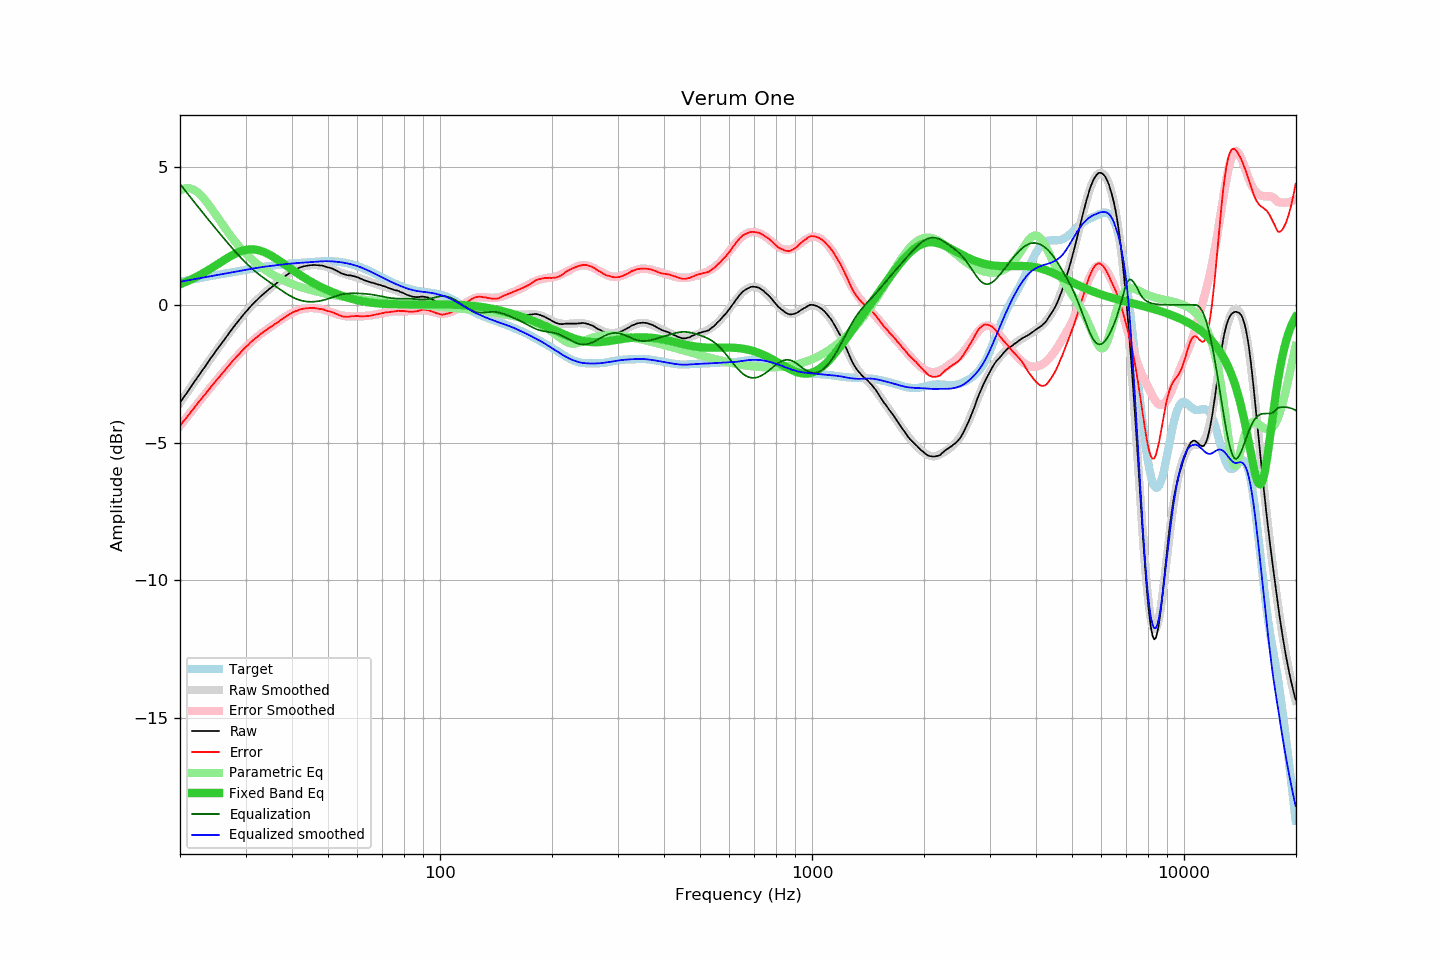 Verum One
5
0
−5
−10
−15
Amplitude (dBr)
Target
Raw Smoothed
Error Smoothed
Raw
Error
Parametric Eq
Fixed Band Eq
Equalization
Equalized smoothed
100
1000
10000
Frequency (Hz)